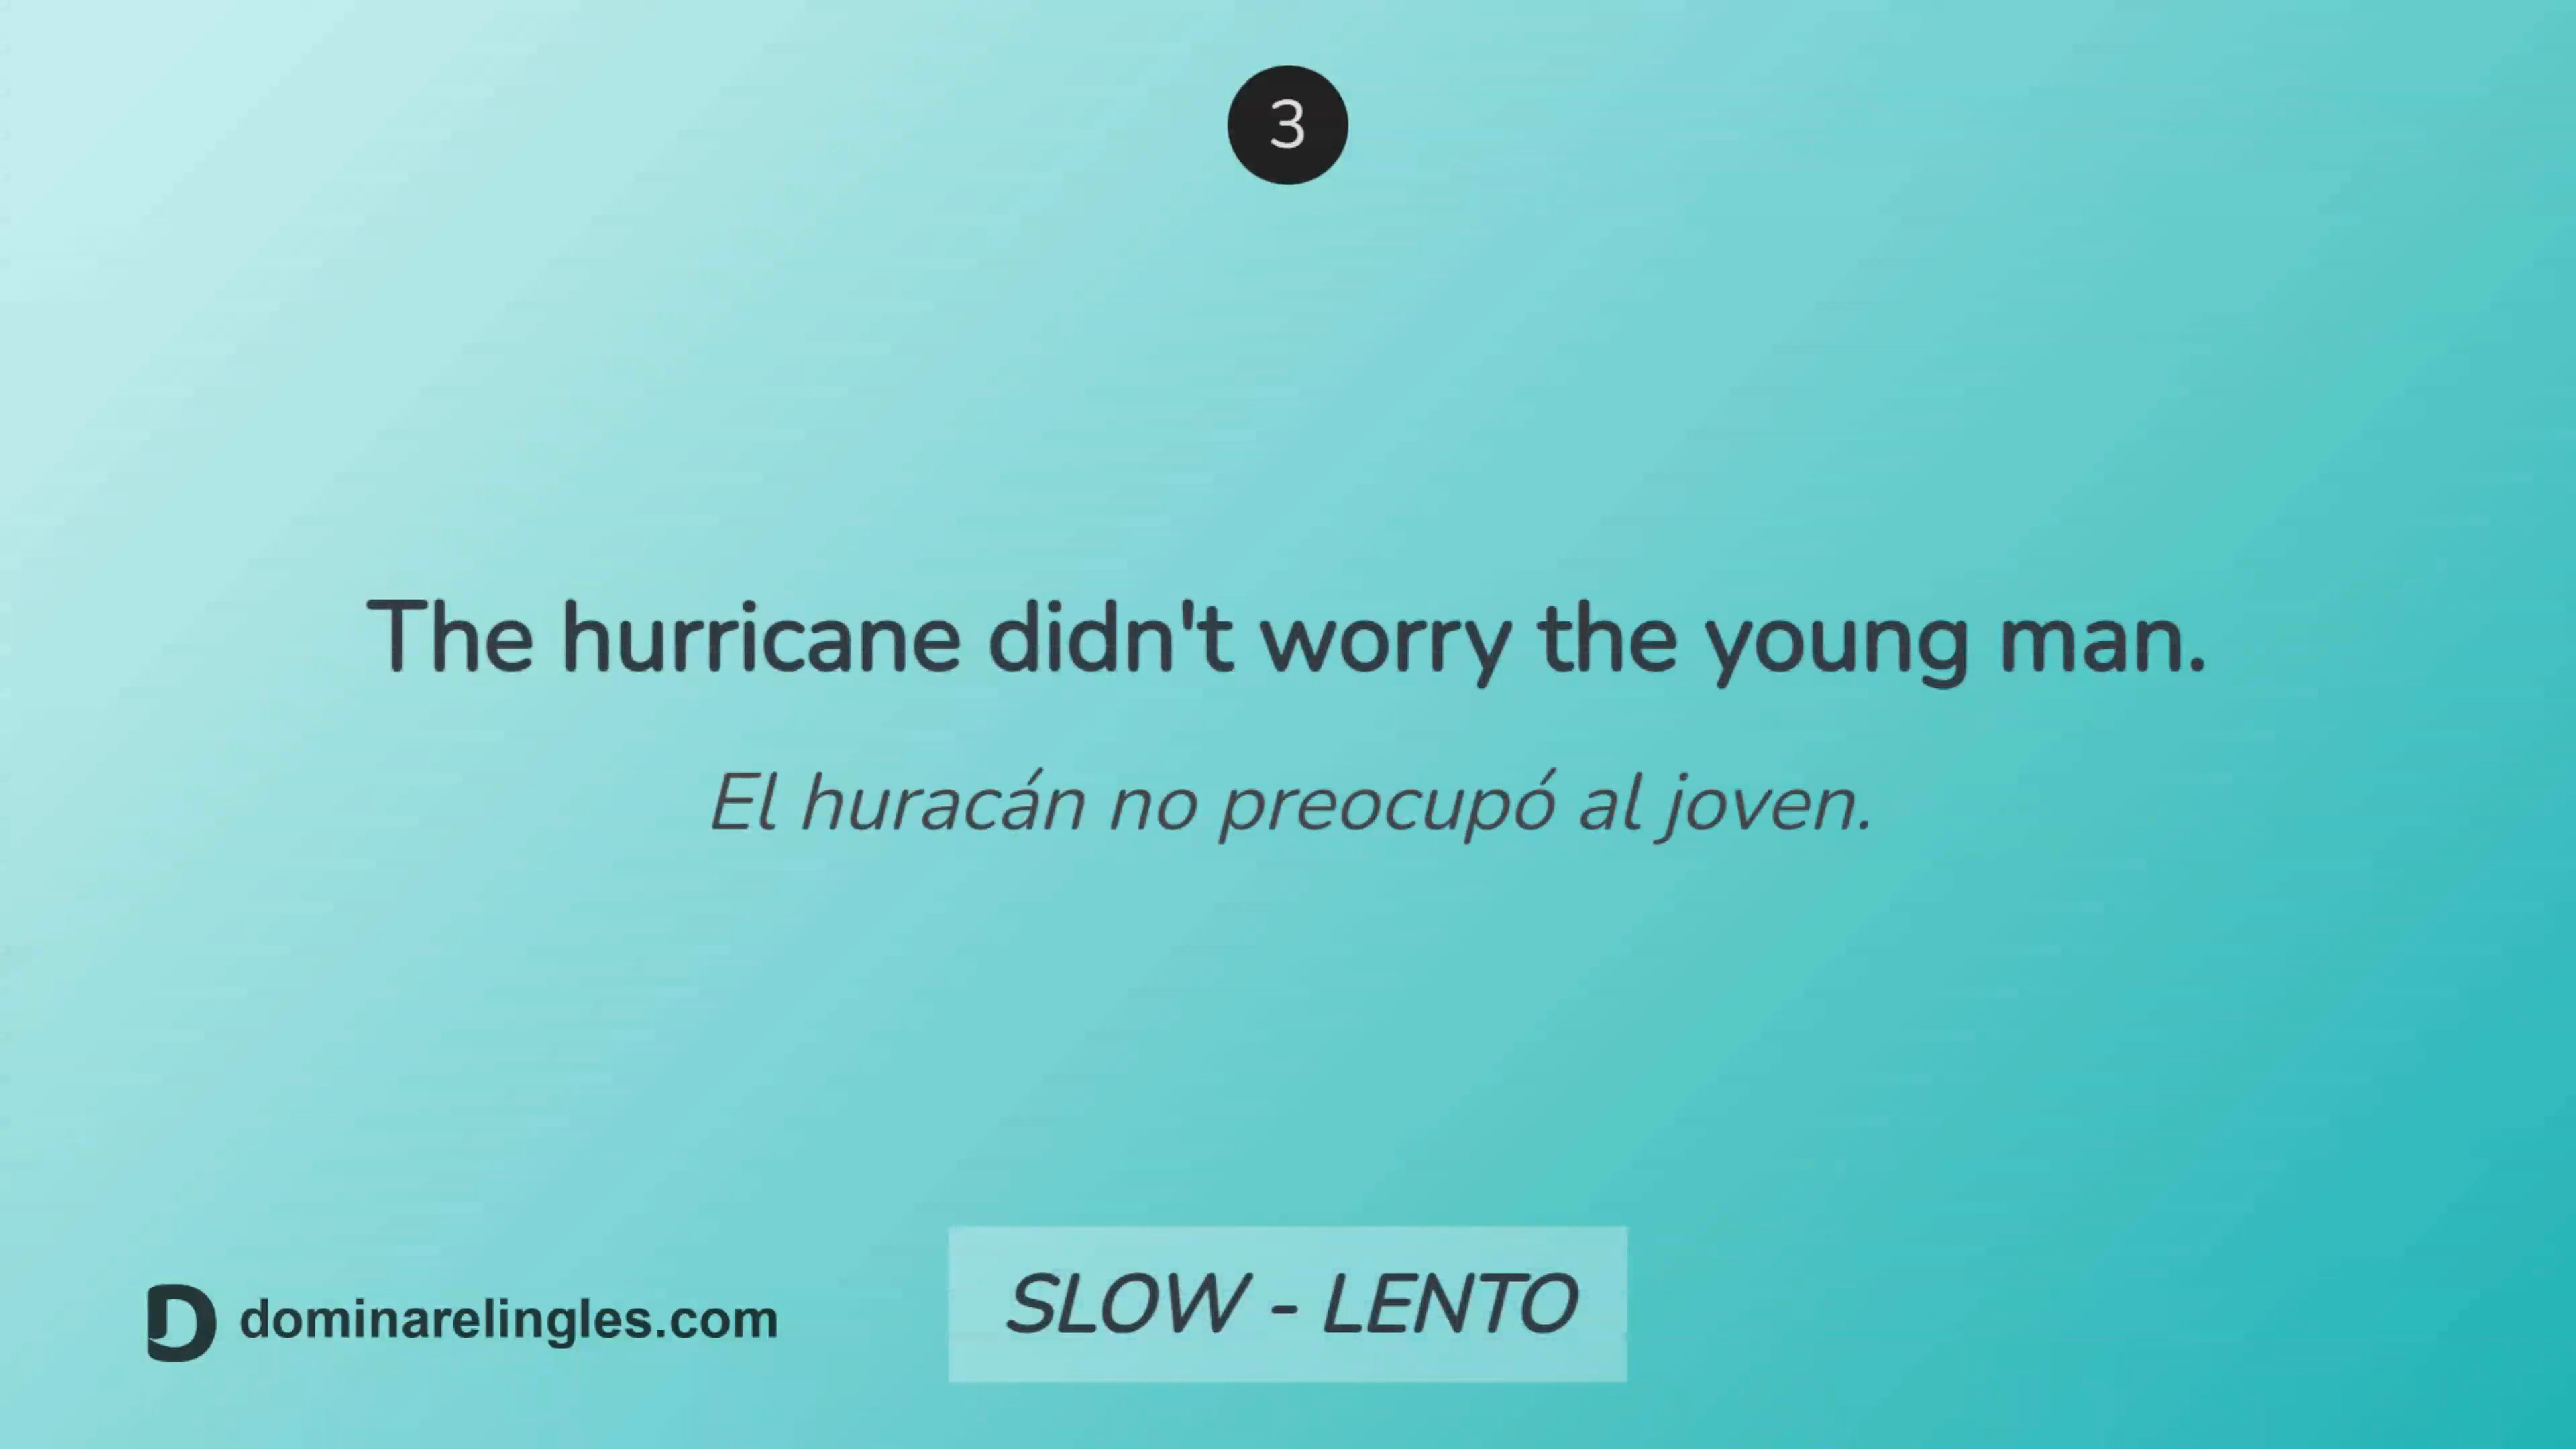 3
The hurricane didn't worry the young man.
El huracán no preocupó al joven.
SLOW - LENTO
dominarelingles.com